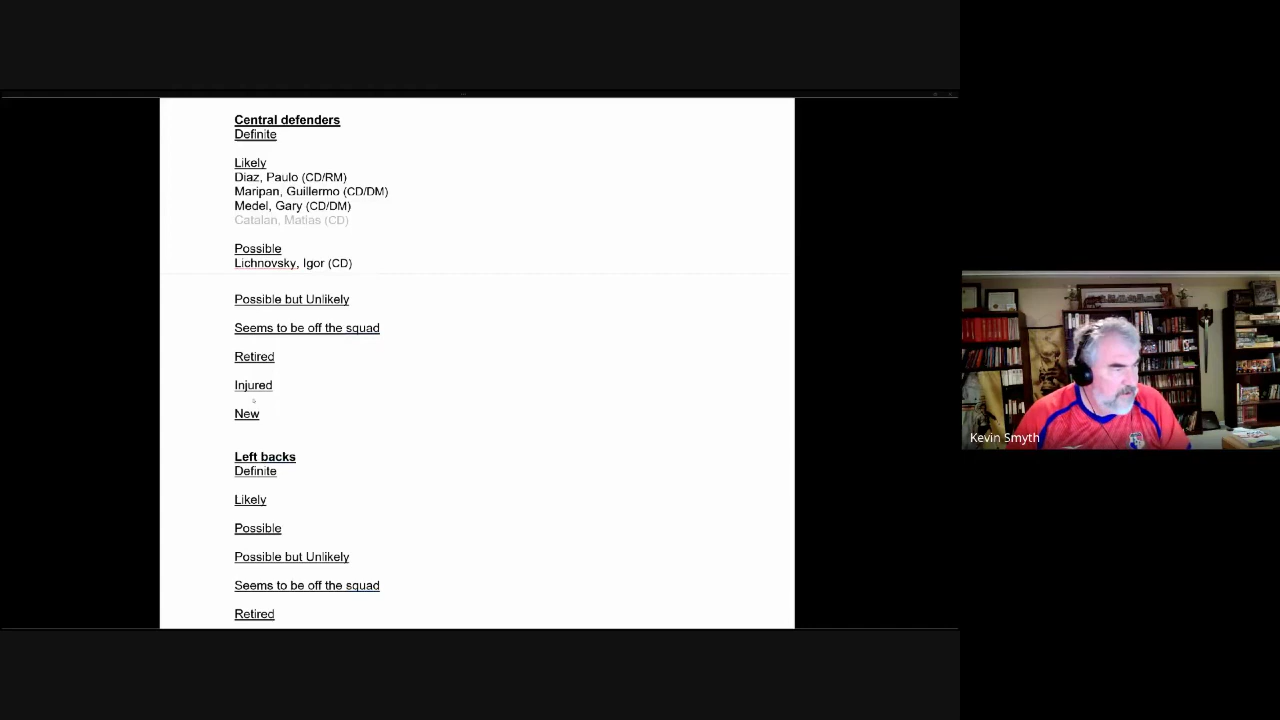 Central defenders
Definite
Likely
Diaz, Paulo (CD/RM)
Maripan, Guillermo (CD/DM)
Medel, Gary (CD/DM)
Catalan, Matias (CD)
Possible
Lichnovsky, Igor (CD)
Possible but Unlikely
Seems to be off the squad
Retired
Injured
New
Left backs
Definite
Likely
Possible
Possible but Unlikely
Seems to be off the squad
Retired
Kevin Smyth